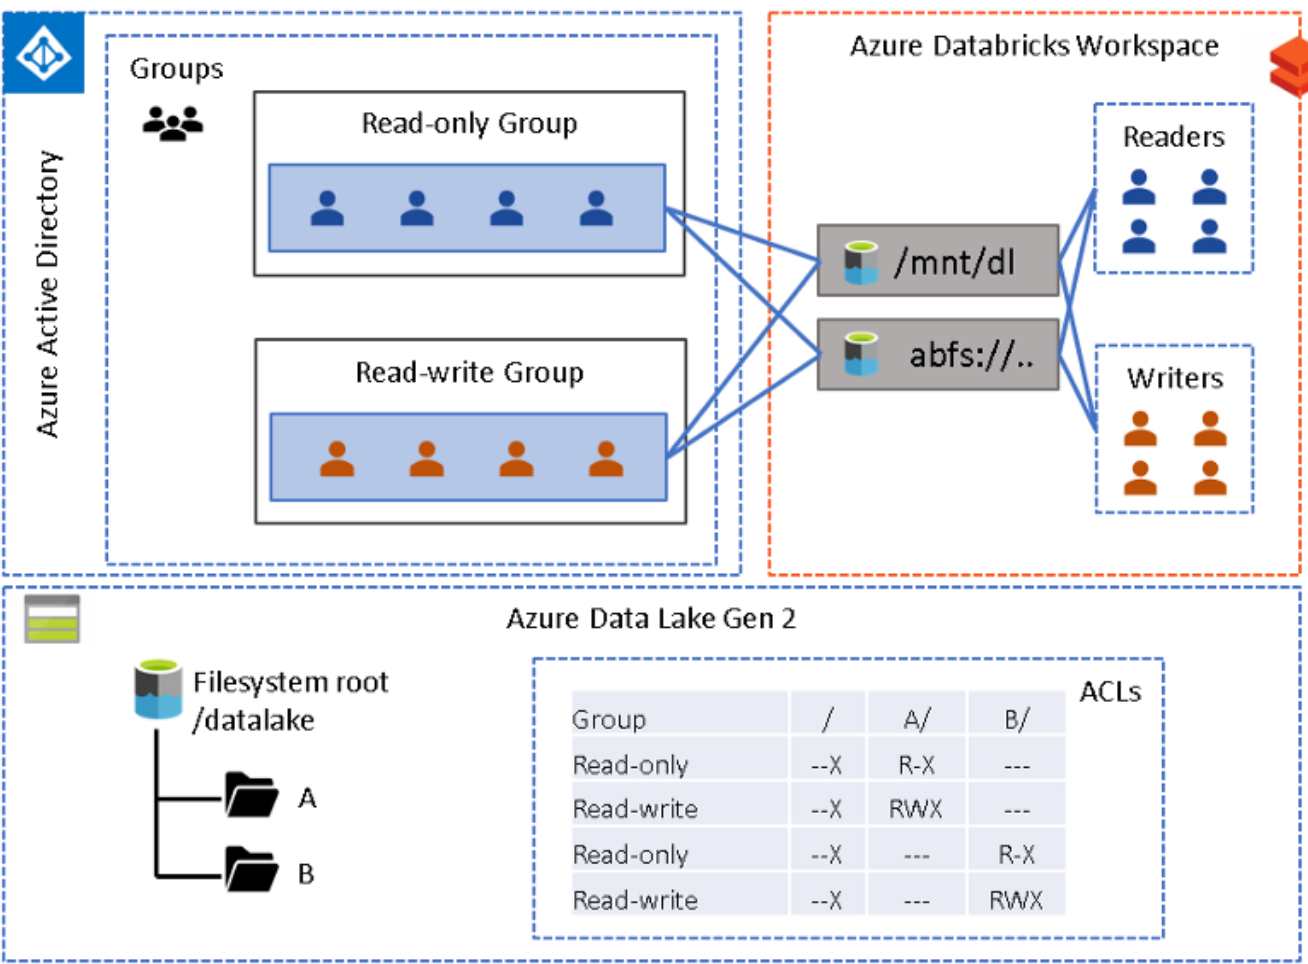 Azure Active Directory
Groups
Read-only Group
Read-write Group
Azure Databricks Workspace
/mnt/dl
abfs://..
Readers
Writers
Azure Data Lake Gen 2
Filesystem root
/datalake
A
B
ACLs
Group / A/ B/
Read-only --X R-X ---
Read-write --X RWX ---
Read-only --X --- R-X
Read-write --X --- RWX